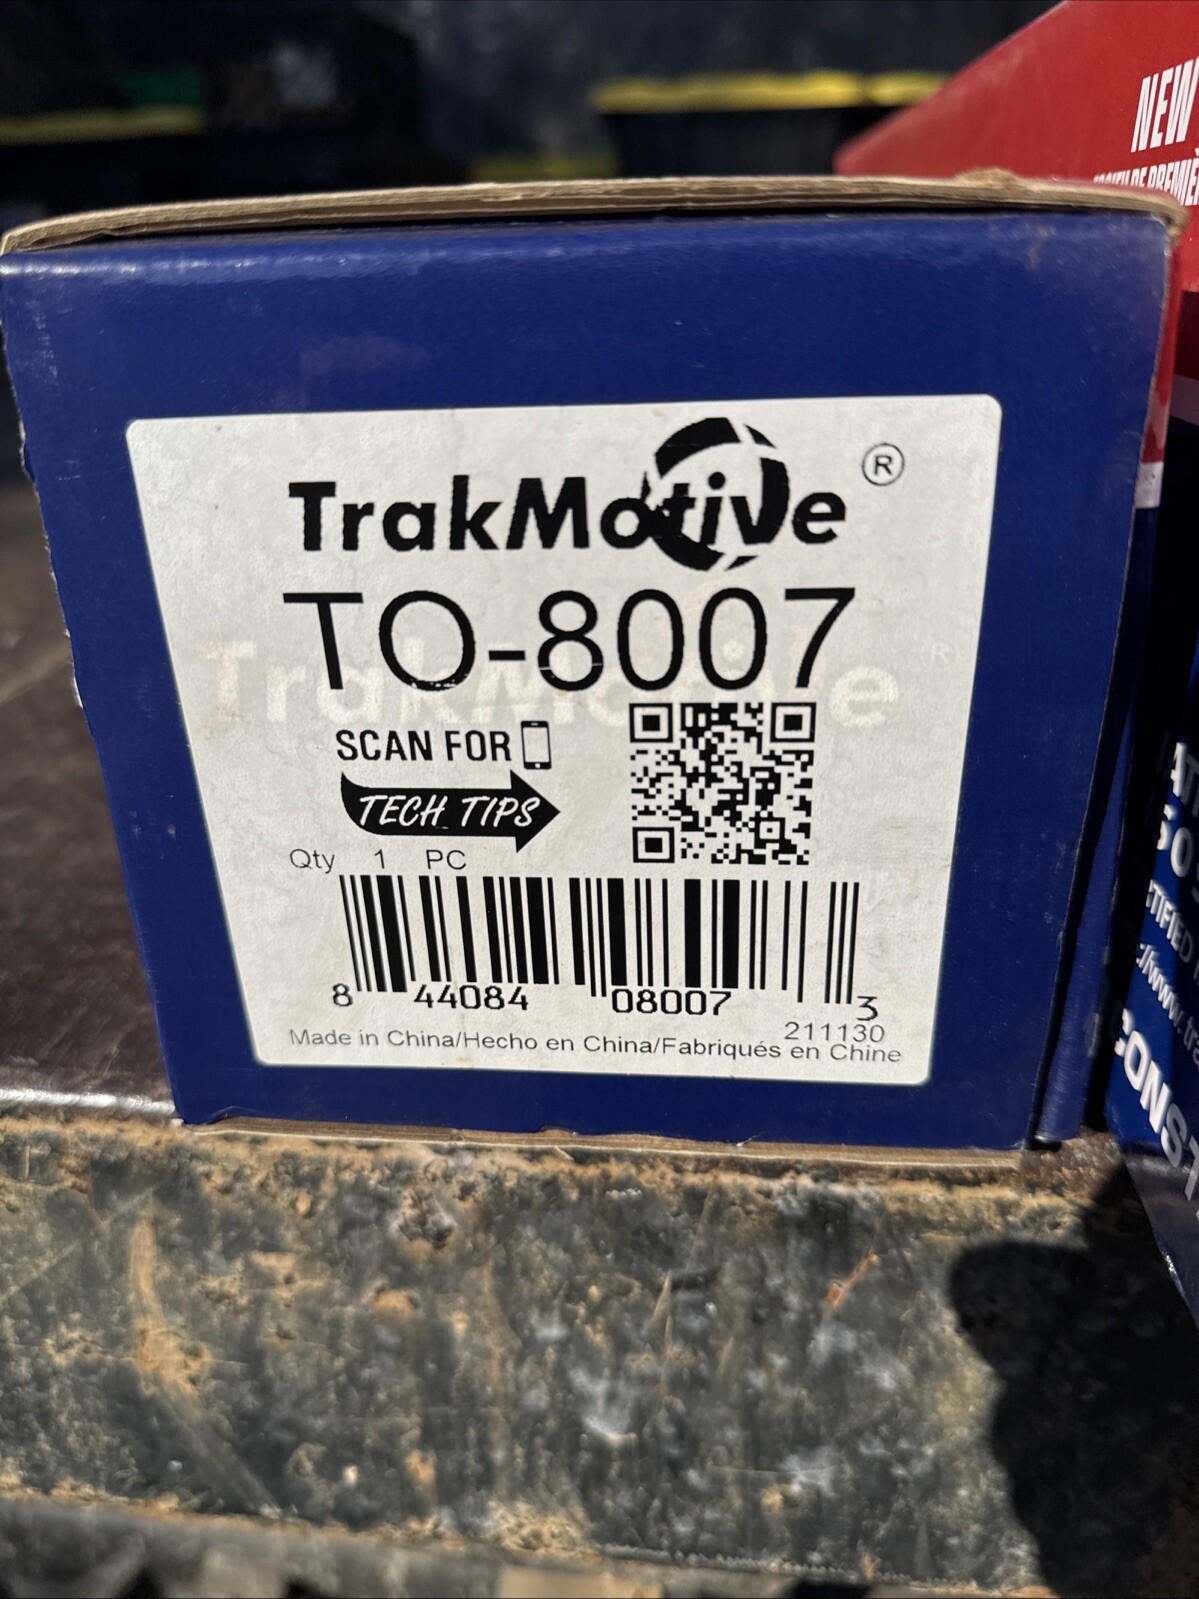 NEW
TrakMotive ®
TO-8007
TrakMotive (R)
SCAN FOR
TECH TIPS
Qty 1 PC
8 44084 08007 3
211130
Made in China/Hecho en China/Fabriqués en Chine